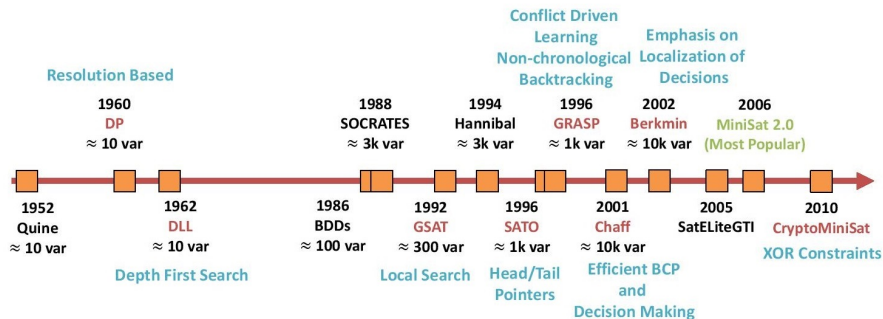 Conflict Driven
Learning
Non-chronological
Backtracking
Emphasis on
Localization of
Decisions
Resolution Based
1960
DP
≈ 10 var
1988
SOCRATES
≈ 3k var
1994
Hannibal
≈ 3k var
1996
GRASP
≈ 1k var
2002
Berkmin
≈ 10k var
2006
MiniSat 2.0
(Most Popular)
1952
Quine
≈ 10 var
1962
DLL
≈ 10 var
Depth First Search
1986
BDDs
≈ 100 var
1992
GSAT
≈ 300 var
Local Search
1996
SATO
≈ 1k var
Head/Tail
Pointers
2001
Chaff
≈ 10k var
Efficient BCP
and
Decision Making
2005
SatELiteGTI
2010
CryptoMiniSat
XOR Constraints